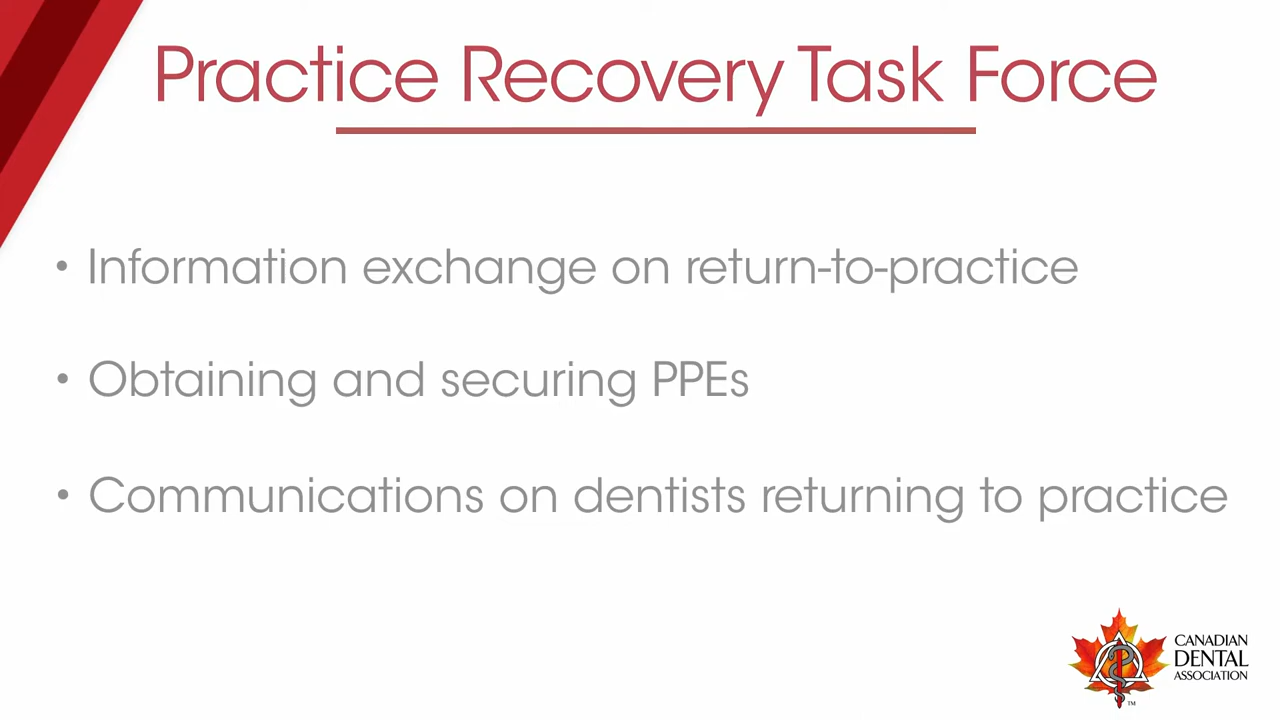 Practice Recovery Task Force
• Information exchange on return-to-practice
• Obtaining and securing PPEs
• Communications on dentists returning to practice
CANADIAN
DENTAL
ASSOCIATION
TM